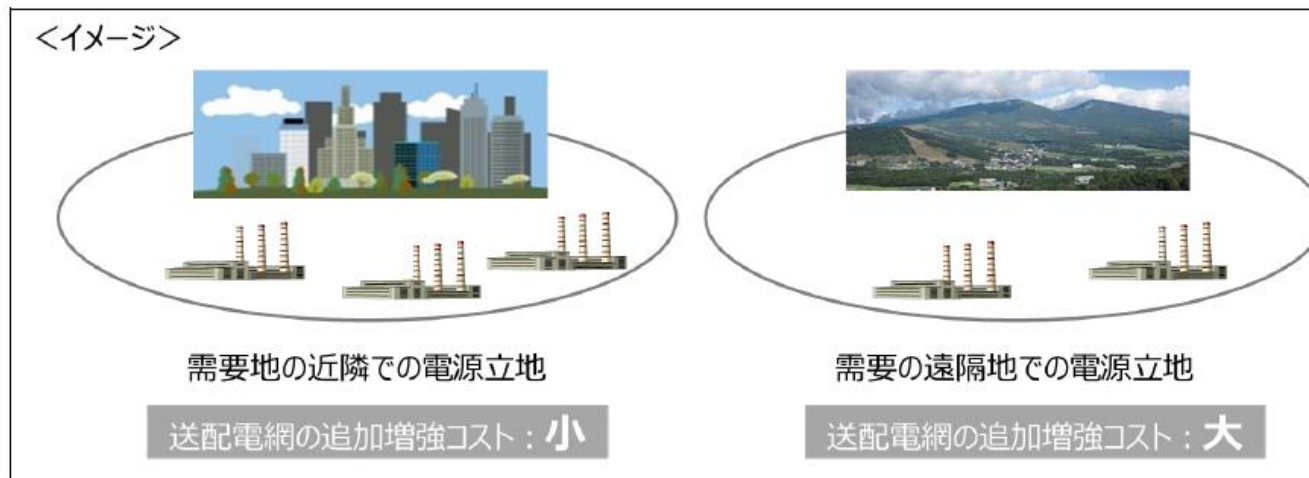 ＜イメージ＞
需要地の近隣での電源立地
需要の遠隔地での電源立地
送配電網の追加増強コスト：小
送配電網の追加増強コスト：大